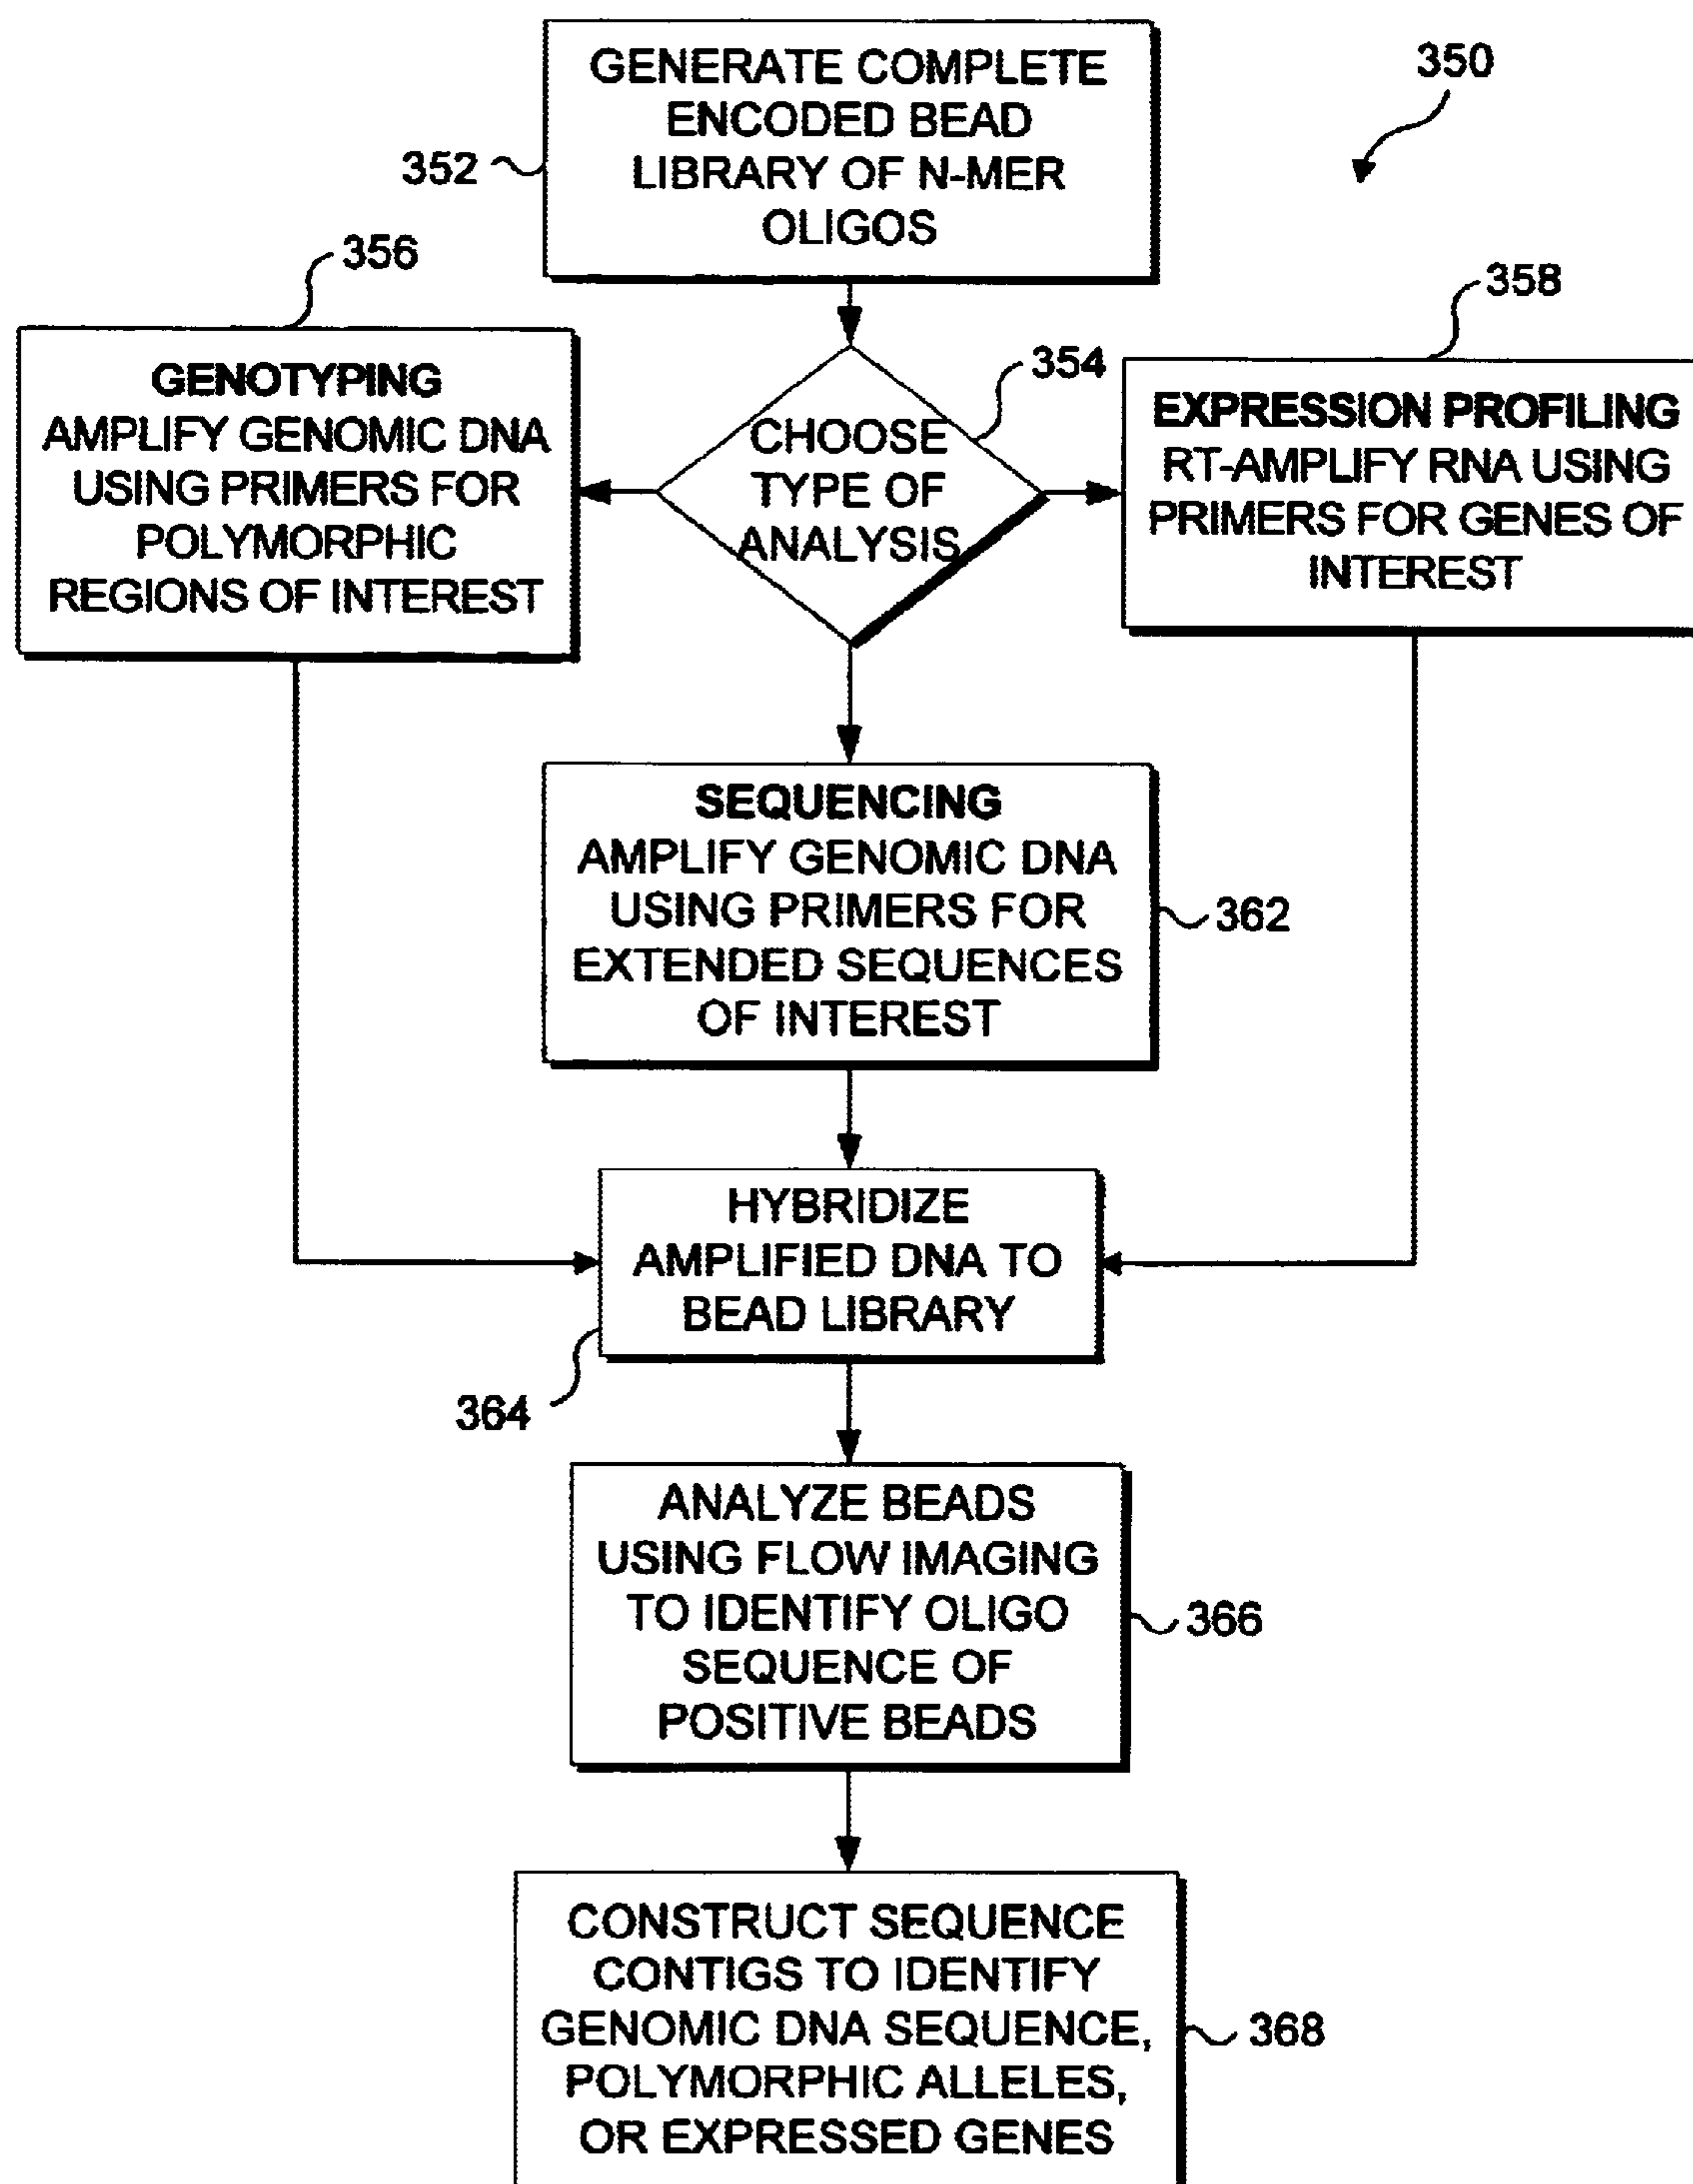 GENERATE COMPLETE
ENCODED BEAD
LIBRARY OF N-MER
OLIGOS
350
352
356
GENOTYPING
AMPLIFY GENOMIC DNA
USING PRIMERS FOR
POLYMORPHIC
REGIONS OF INTEREST
354
CHOOSE
TYPE OF
ANALYSIS
358
EXPRESSION PROFILING
RT-AMPLIFY RNA USING
PRIMERS FOR GENES OF
INTEREST
SEQUENCING
AMPLIFY GENOMIC DNA
USING PRIMERS FOR
EXTENDED SEQUENCES
OF INTEREST
362
HYBRIDIZE
AMPLIFIED DNA TO
BEAD LIBRARY
364
ANALYZE BEADS
USING FLOW IMAGING
TO IDENTIFY OLIGO
SEQUENCE OF
POSITIVE BEADS
366
CONSTRUCT SEQUENCE
CONTIGS TO IDENTIFY
GENOMIC DNA SEQUENCE,
POLYMORPHIC ALLELES,
OR EXPRESSED GENES
368